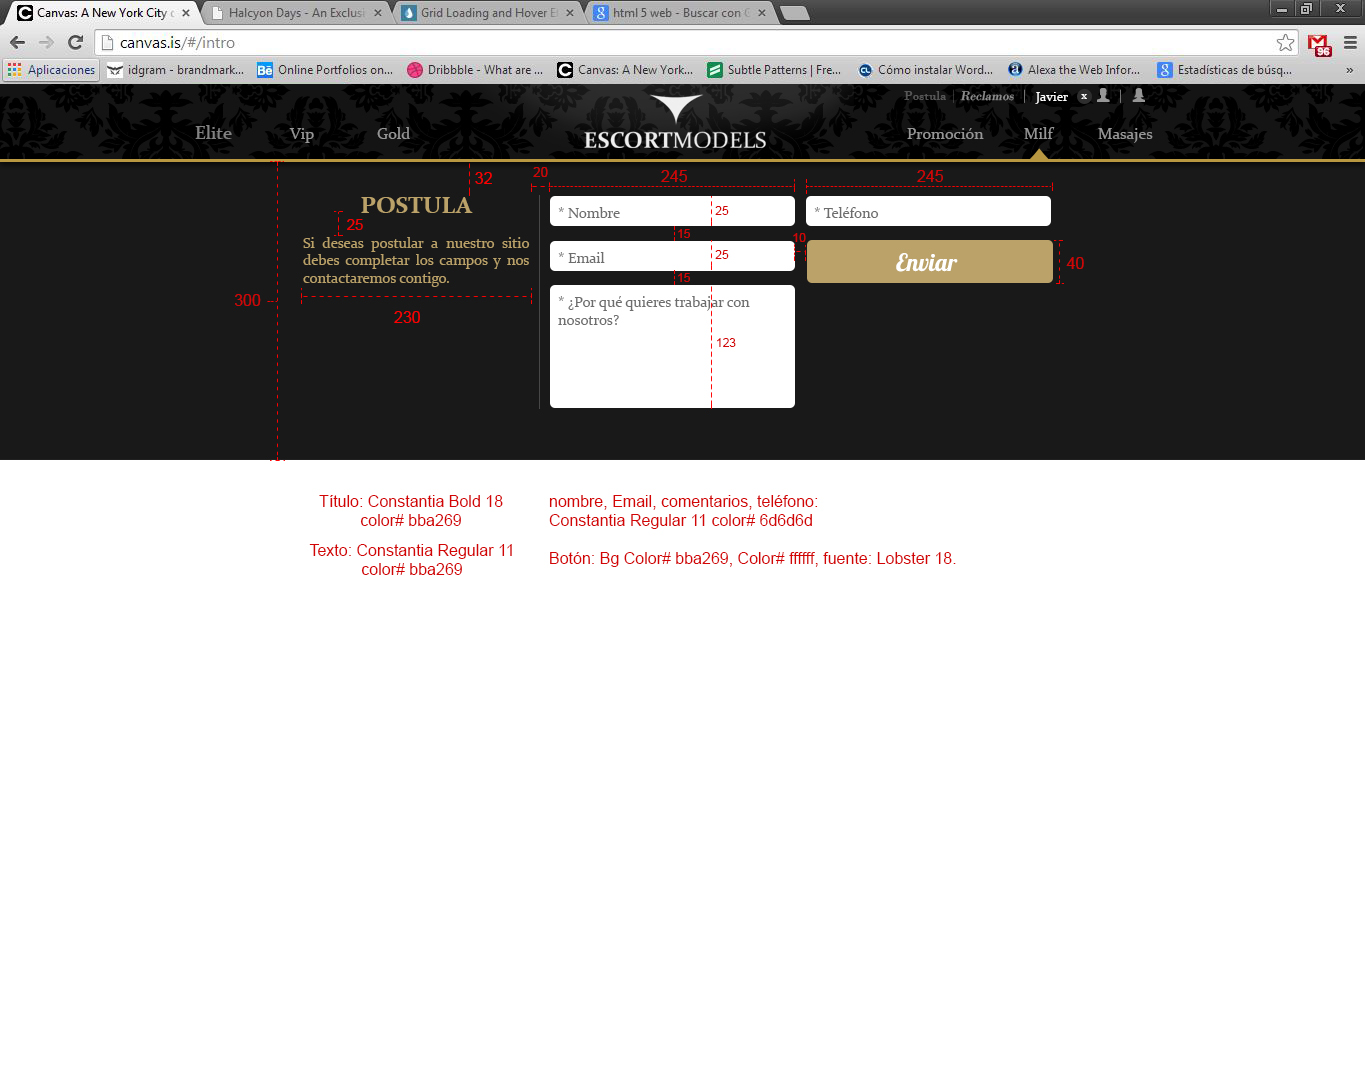 Canvas: A New York City c
Halcyon Days - An Exclusi
Grid Loading and Hover Ef
html 5 web - Buscar con G
canvas.is/#/intro
96
Aplicaciones
idgram - brandmark...
Online Portfolios on...
Dribbble - What are ...
Canvas: A New York...
Subtle Patterns | Fre...
Cómo instalar Word...
Alexa the Web Infor...
Estadísticas de búsq...
»
Postula | Reclamos | Javier x |
Elite Vip Gold
ESCORTMODELS
Promoción Milf Masajes
32 20 245 245
POSTULA
25
Si deseas postular a nuestro sitio
debes completar los campos y nos
contactaremos contigo.
300
230
* Nombre 25
15
* Email 25
15
* ¿Por qué quieres trabajar con
nosotros?
123
10
* Teléfono
Enviar 40
Título: Constantia Bold 18
color# bba269
Texto: Constantia Regular 11
color# bba269
nombre, Email, comentarios, teléfono:
Constantia Regular 11 color# 6d6d6d
Botón: Bg Color# bba269, Color# ffffff, fuente: Lobster 18.